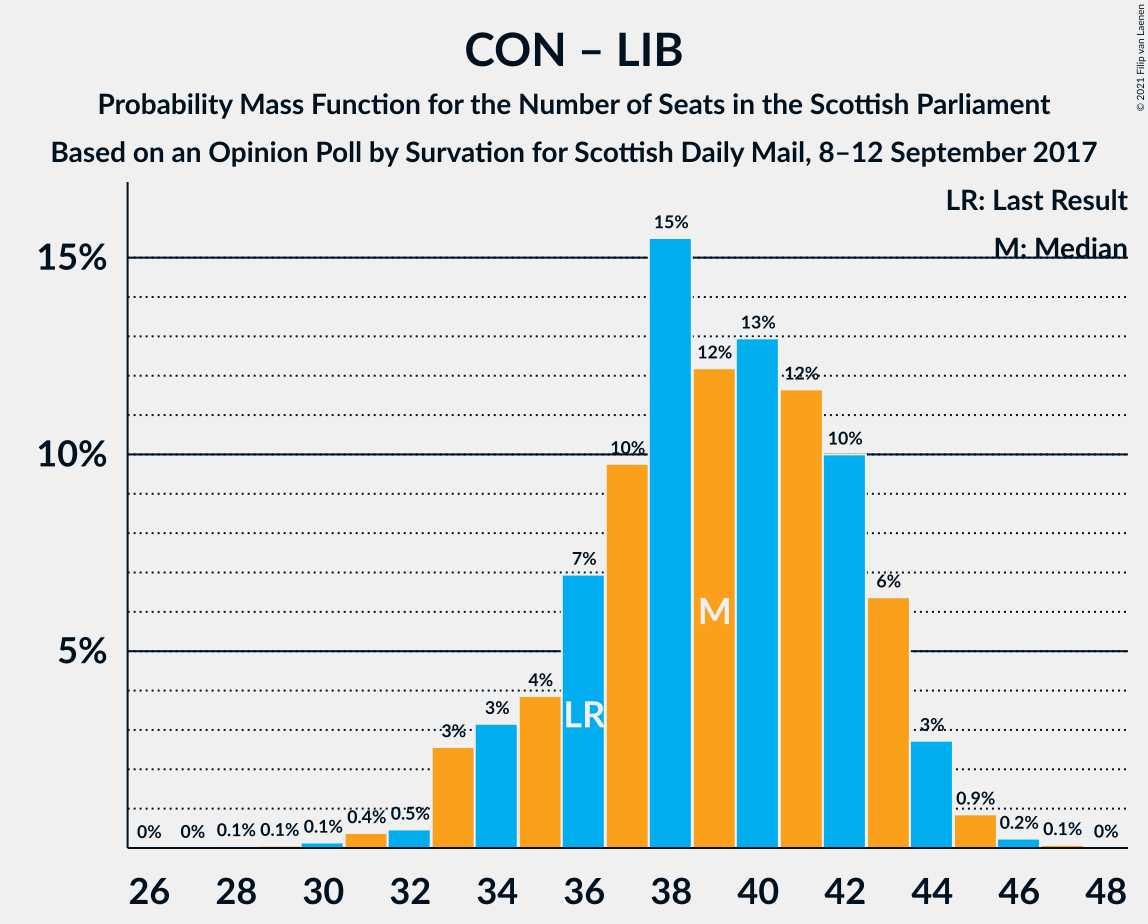 © 2021 Filip van Laenen
CON – LIB
Probability Mass Function for the Number of Seats in the Scottish Parliament
Based on an Opinion Poll by Survation for Scottish Daily Mail, 8–12 September 2017
LR: Last Result
M: Median
15%
10%
5%
0% 0% 0.1% 0.1% 0.1% 0.4% 0.5% 3% 3% 4% 7% 10% 15% 12% 13% 12% 10% 6% 3% 0.9% 0.2% 0.1% 0%
LR
M
26 28 30 32 34 36 38 40 42 44 46 48